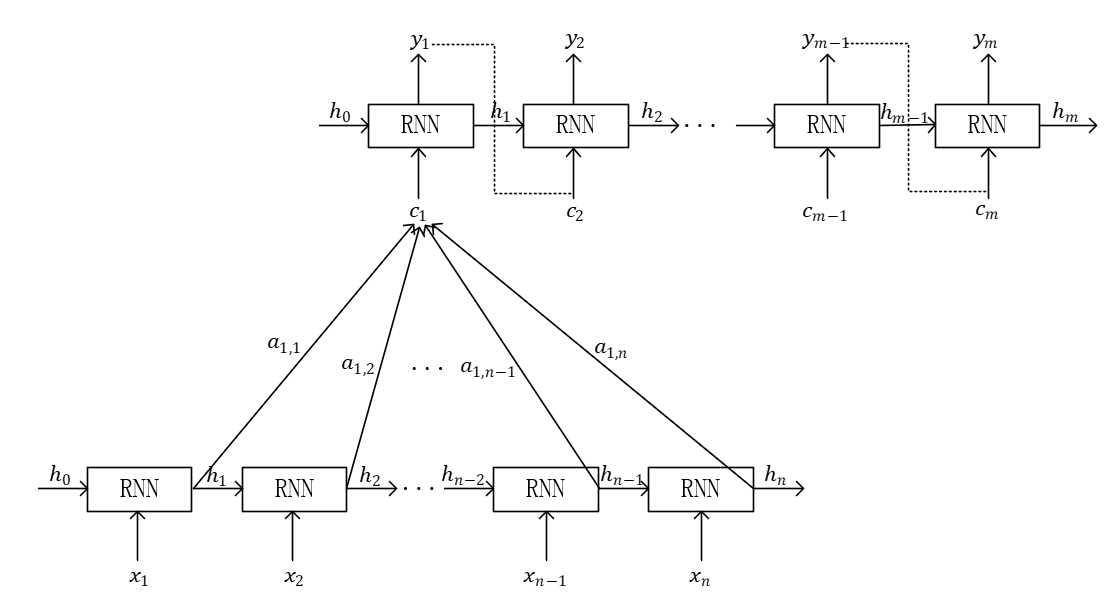 y₁ y₂ yₘ₋₁ yₘ
h₀ RNN h₁ RNN h₂ ··· RNN hₘ₋₁ RNN hₘ
c₁ c₂ cₘ₋₁ cₘ
a₁,₁ a₁,₂ ··· a₁,ₙ₋₁ a₁,ₙ
h₀ RNN h₁ RNN h₂ ··· hₙ₋₂ RNN hₙ₋₁ RNN hₙ
x₁ x₂ xₙ₋₁ xₙ